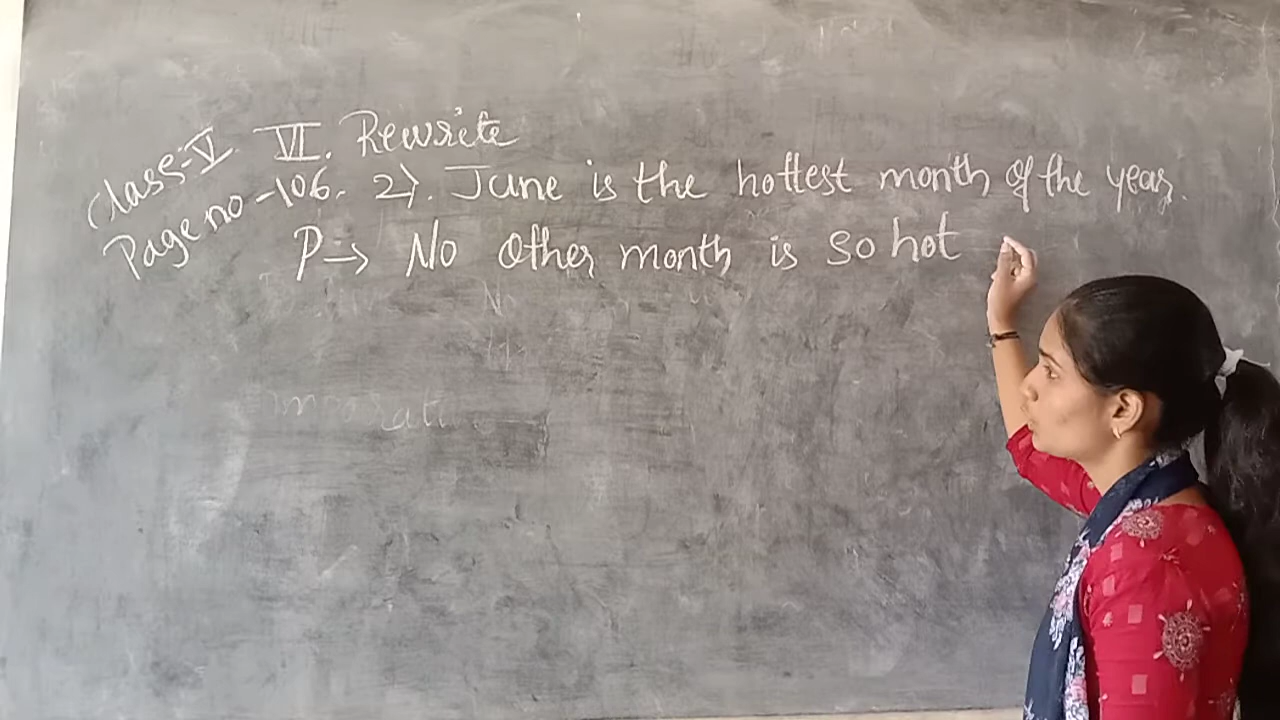 Class:-V
Page no-106.
VI. Rewrite
2). June is the hottest month of the year.
P:-> No Other month is so hot